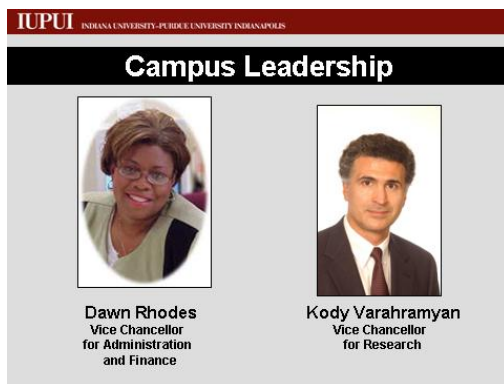 IUPUI INDIANA UNIVERSITY–PURDUE UNIVERSITY INDIANAPOLIS
Campus Leadership
Dawn Rhodes
Vice Chancellor
for Administration
and Finance
Kody Varahramyan
Vice Chancellor
for Research